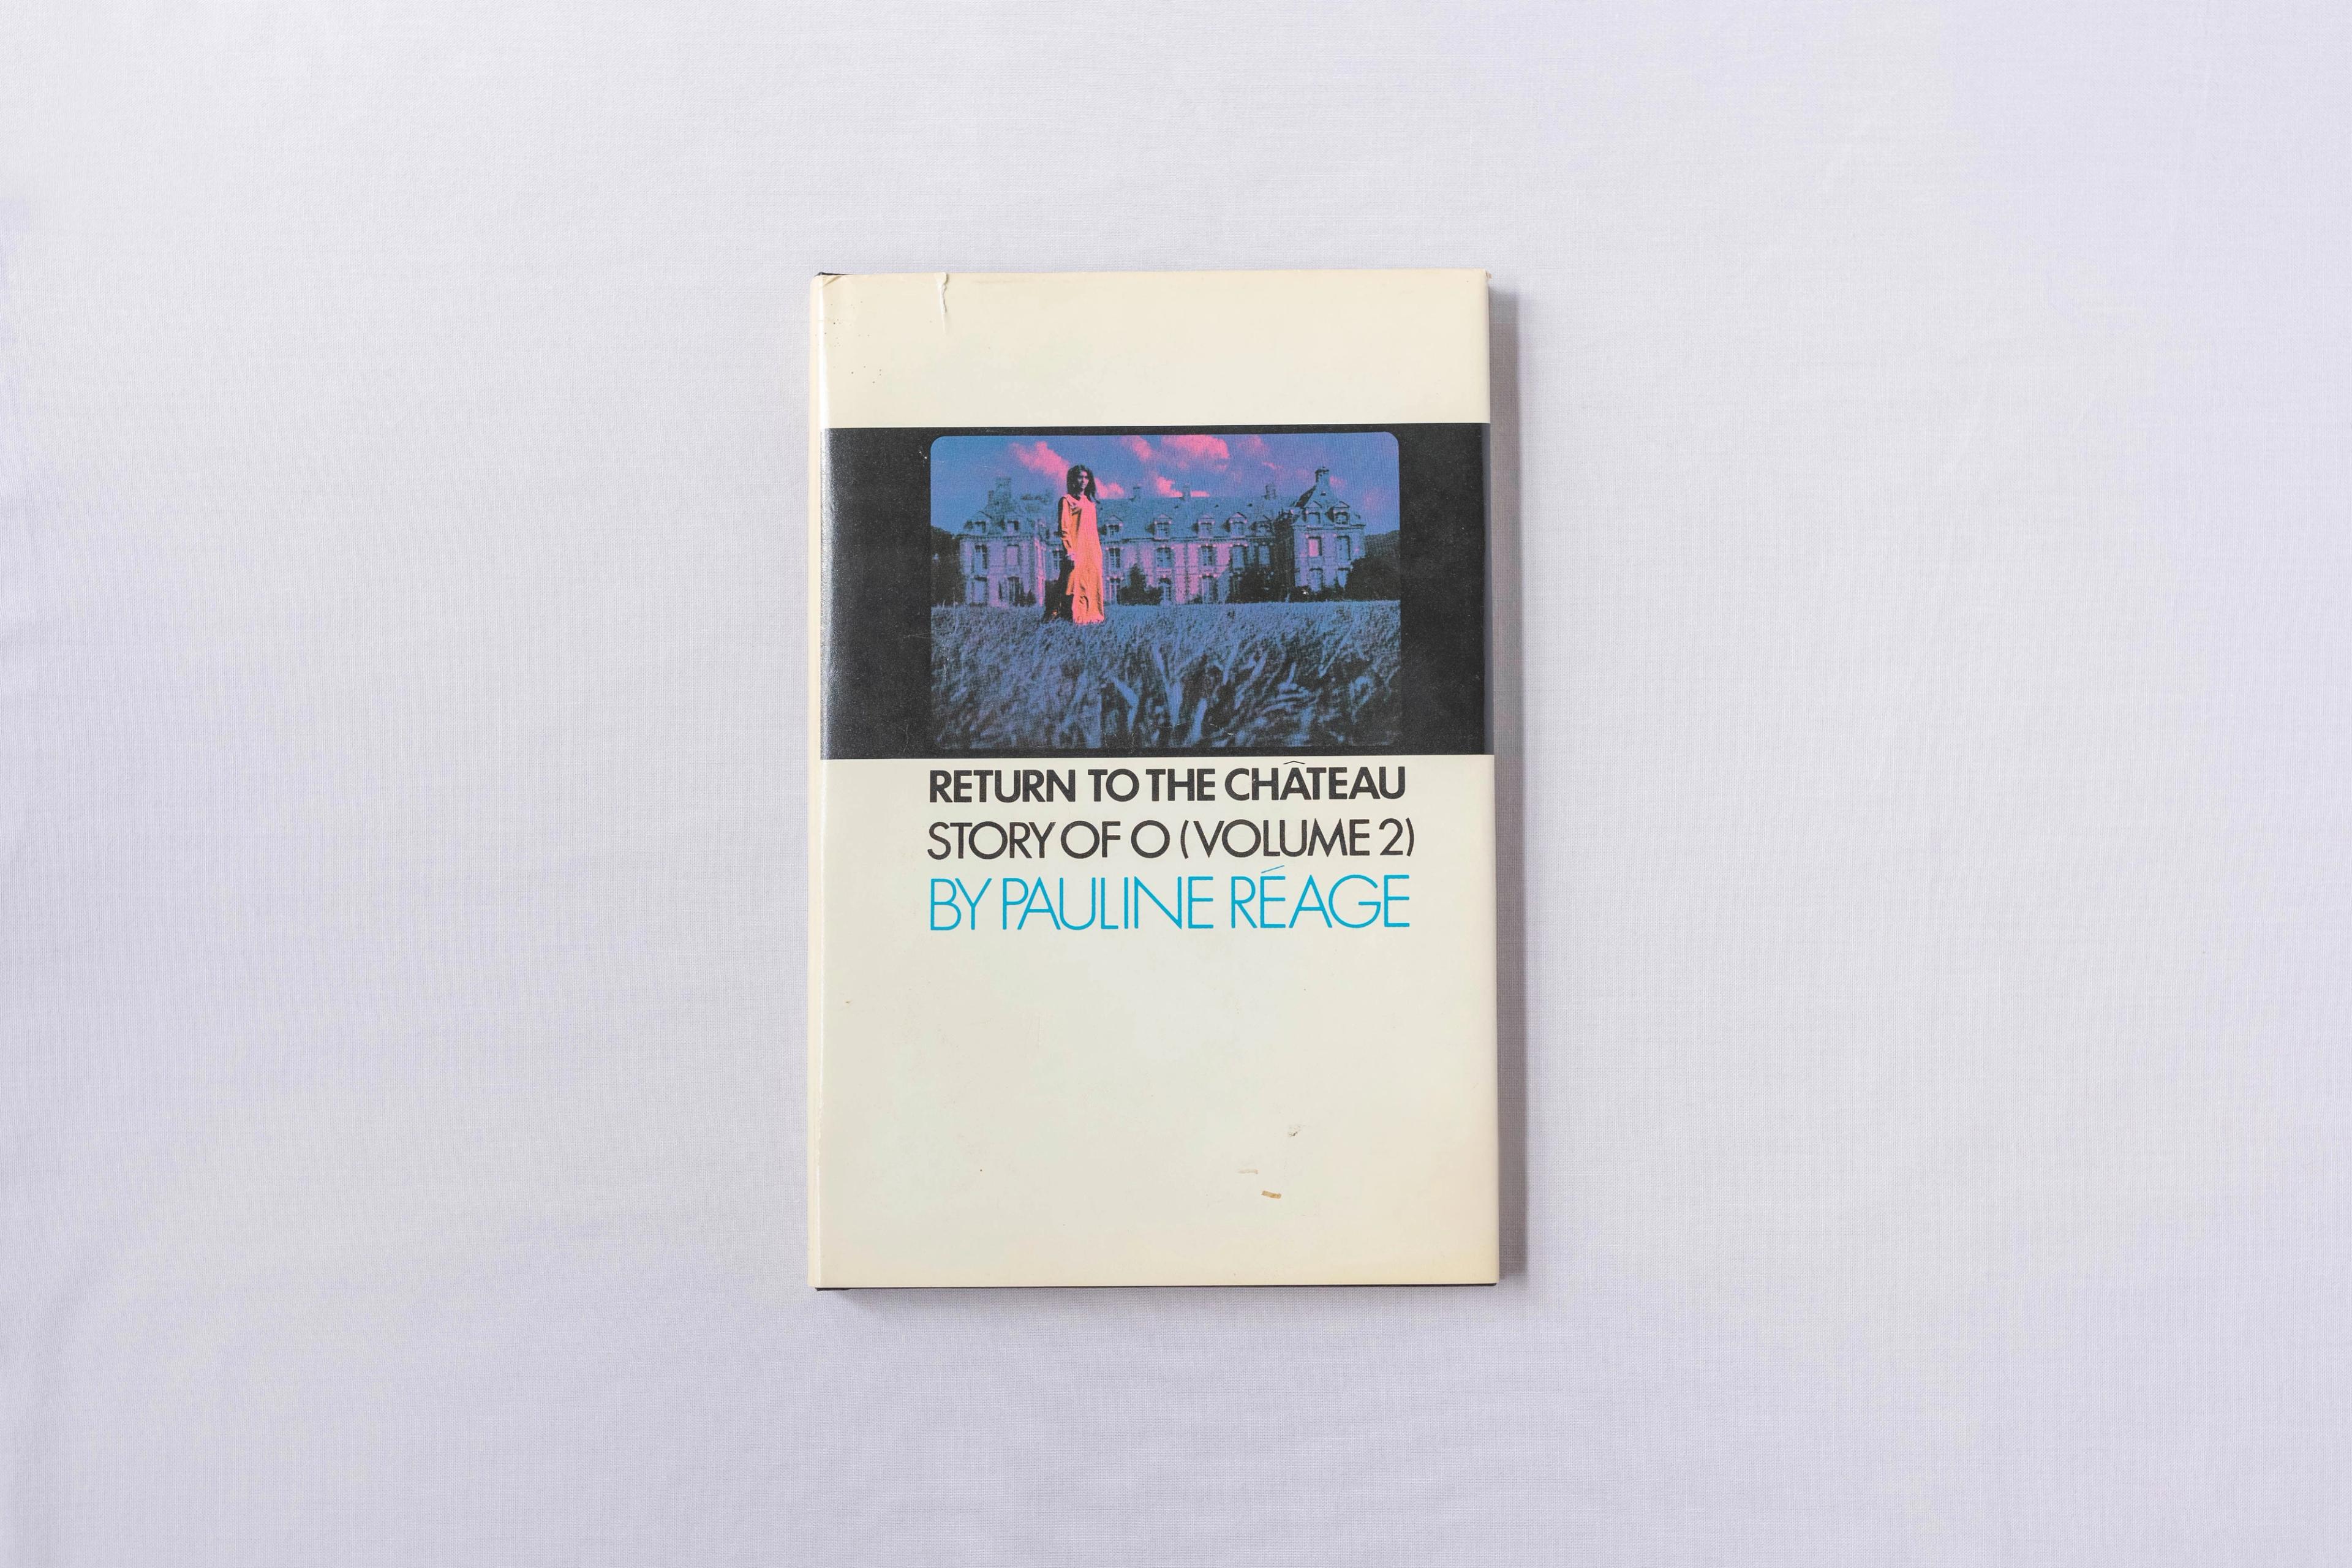 RETURN TO THE CHÂTEAU
STORY OF O (VOLUME 2)
BY PAULINE RÉAGE